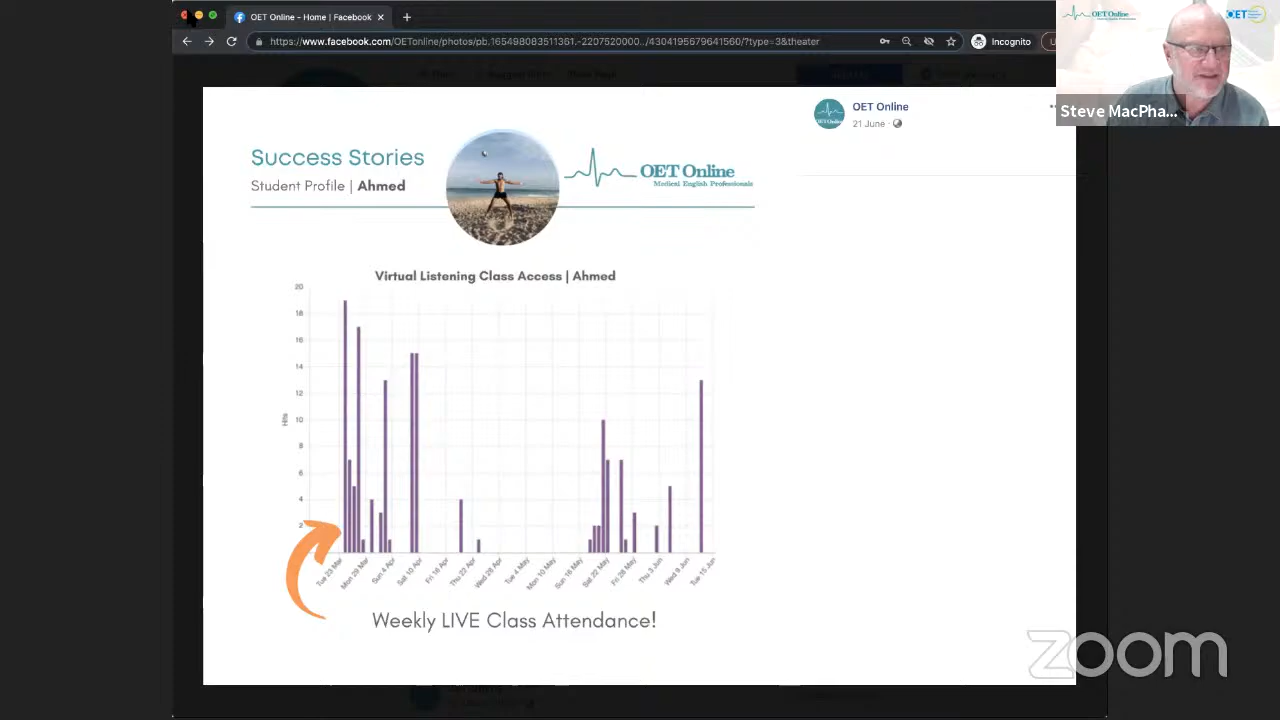 OET Online - Home | Facebook
https://www.facebook.com/OETonline/photos/pb.165498083511361.-2207520000../4304195679641560/?type=3&theater
Incognito
OET Online
OET
Steve MacPha...
OET Online
21 June
Success Stories
Student Profile | Ahmed
OET Online
Medical English Professionals
Virtual Listening Class Access | Ahmed
20
18
16
14
12
10
8
6
4
2
Hits
Tue 23 Mar
Mon 29 Mar
Sun 4 Apr
Sat 10 Apr
Fri 16 Apr
Thu 22 Apr
Wed 28 Apr
Tue 4 May
Mon 10 May
Sun 16 May
Sat 22 May
Fri 28 May
Thu 3 Jun
Wed 9 Jun
Tue 15 Jun
Weekly LIVE Class Attendance!
zoom